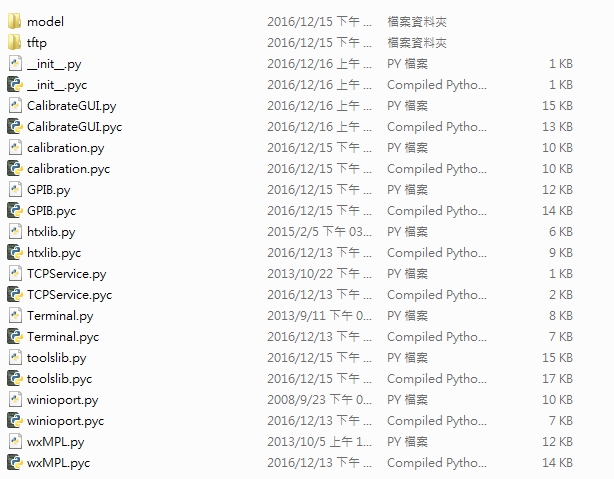 model 2016/12/15 下午 ... 檔案資料夾
tftp 2016/12/15 下午 ... 檔案資料夾
__init__.py 2016/12/16 上午 ... PY 檔案 1 KB
__init__.pyc 2016/12/16 上午 ... Compiled Pytho... 1 KB
CalibrateGUI.py 2016/12/16 上午 ... PY 檔案 15 KB
CalibrateGUI.pyc 2016/12/16 上午 ... Compiled Pytho... 13 KB
calibration.py 2016/12/15 下午 ... PY 檔案 10 KB
calibration.pyc 2016/12/15 下午 ... Compiled Pytho... 10 KB
GPIB.py 2016/12/15 下午 ... PY 檔案 12 KB
GPIB.pyc 2016/12/15 下午 ... Compiled Pytho... 14 KB
htxlib.py 2015/2/5 下午 03... PY 檔案 6 KB
htxlib.pyc 2016/12/13 下午 ... Compiled Pytho... 9 KB
TCPService.py 2013/10/22 下午 ... PY 檔案 1 KB
TCPService.pyc 2016/12/13 下午 ... Compiled Pytho... 2 KB
Terminal.py 2013/9/11 下午 0... PY 檔案 8 KB
Terminal.pyc 2016/12/13 下午 ... Compiled Pytho... 7 KB
toolslib.py 2016/12/15 下午 ... PY 檔案 15 KB
toolslib.pyc 2016/12/15 下午 ... Compiled Pytho... 17 KB
winioport.py 2008/9/23 下午 0... PY 檔案 10 KB
winioport.pyc 2016/12/13 下午 ... Compiled Pytho... 7 KB
wxMPL.py 2013/10/5 上午 1... PY 檔案 12 KB
wxMPL.pyc 2016/12/13 下午 ... Compiled Pytho... 14 KB